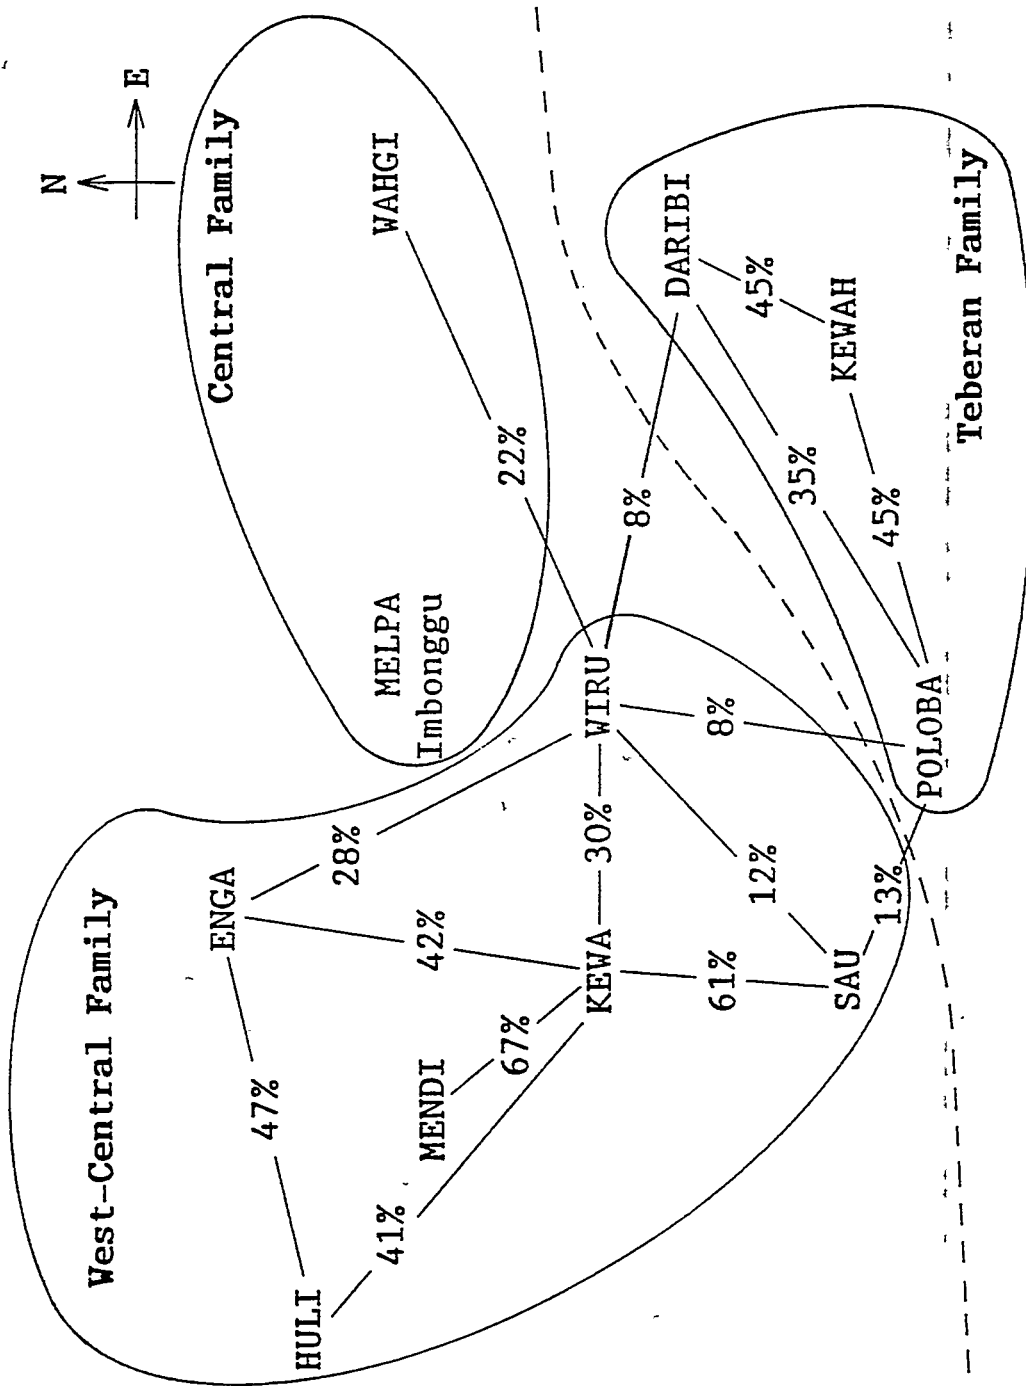 N
E
West-Central Family
Central Family
ENGA
HULI
47%
28%
MELPA
Imbonggu
WAHGI
42%
41%
MENDI
67%
22%
KEWA
30%
WIRU
8%
DARIBI
61%
12%
8%
45%
35%
SAU
13%
45%
KEWAH
POLOBA
Teberan Family